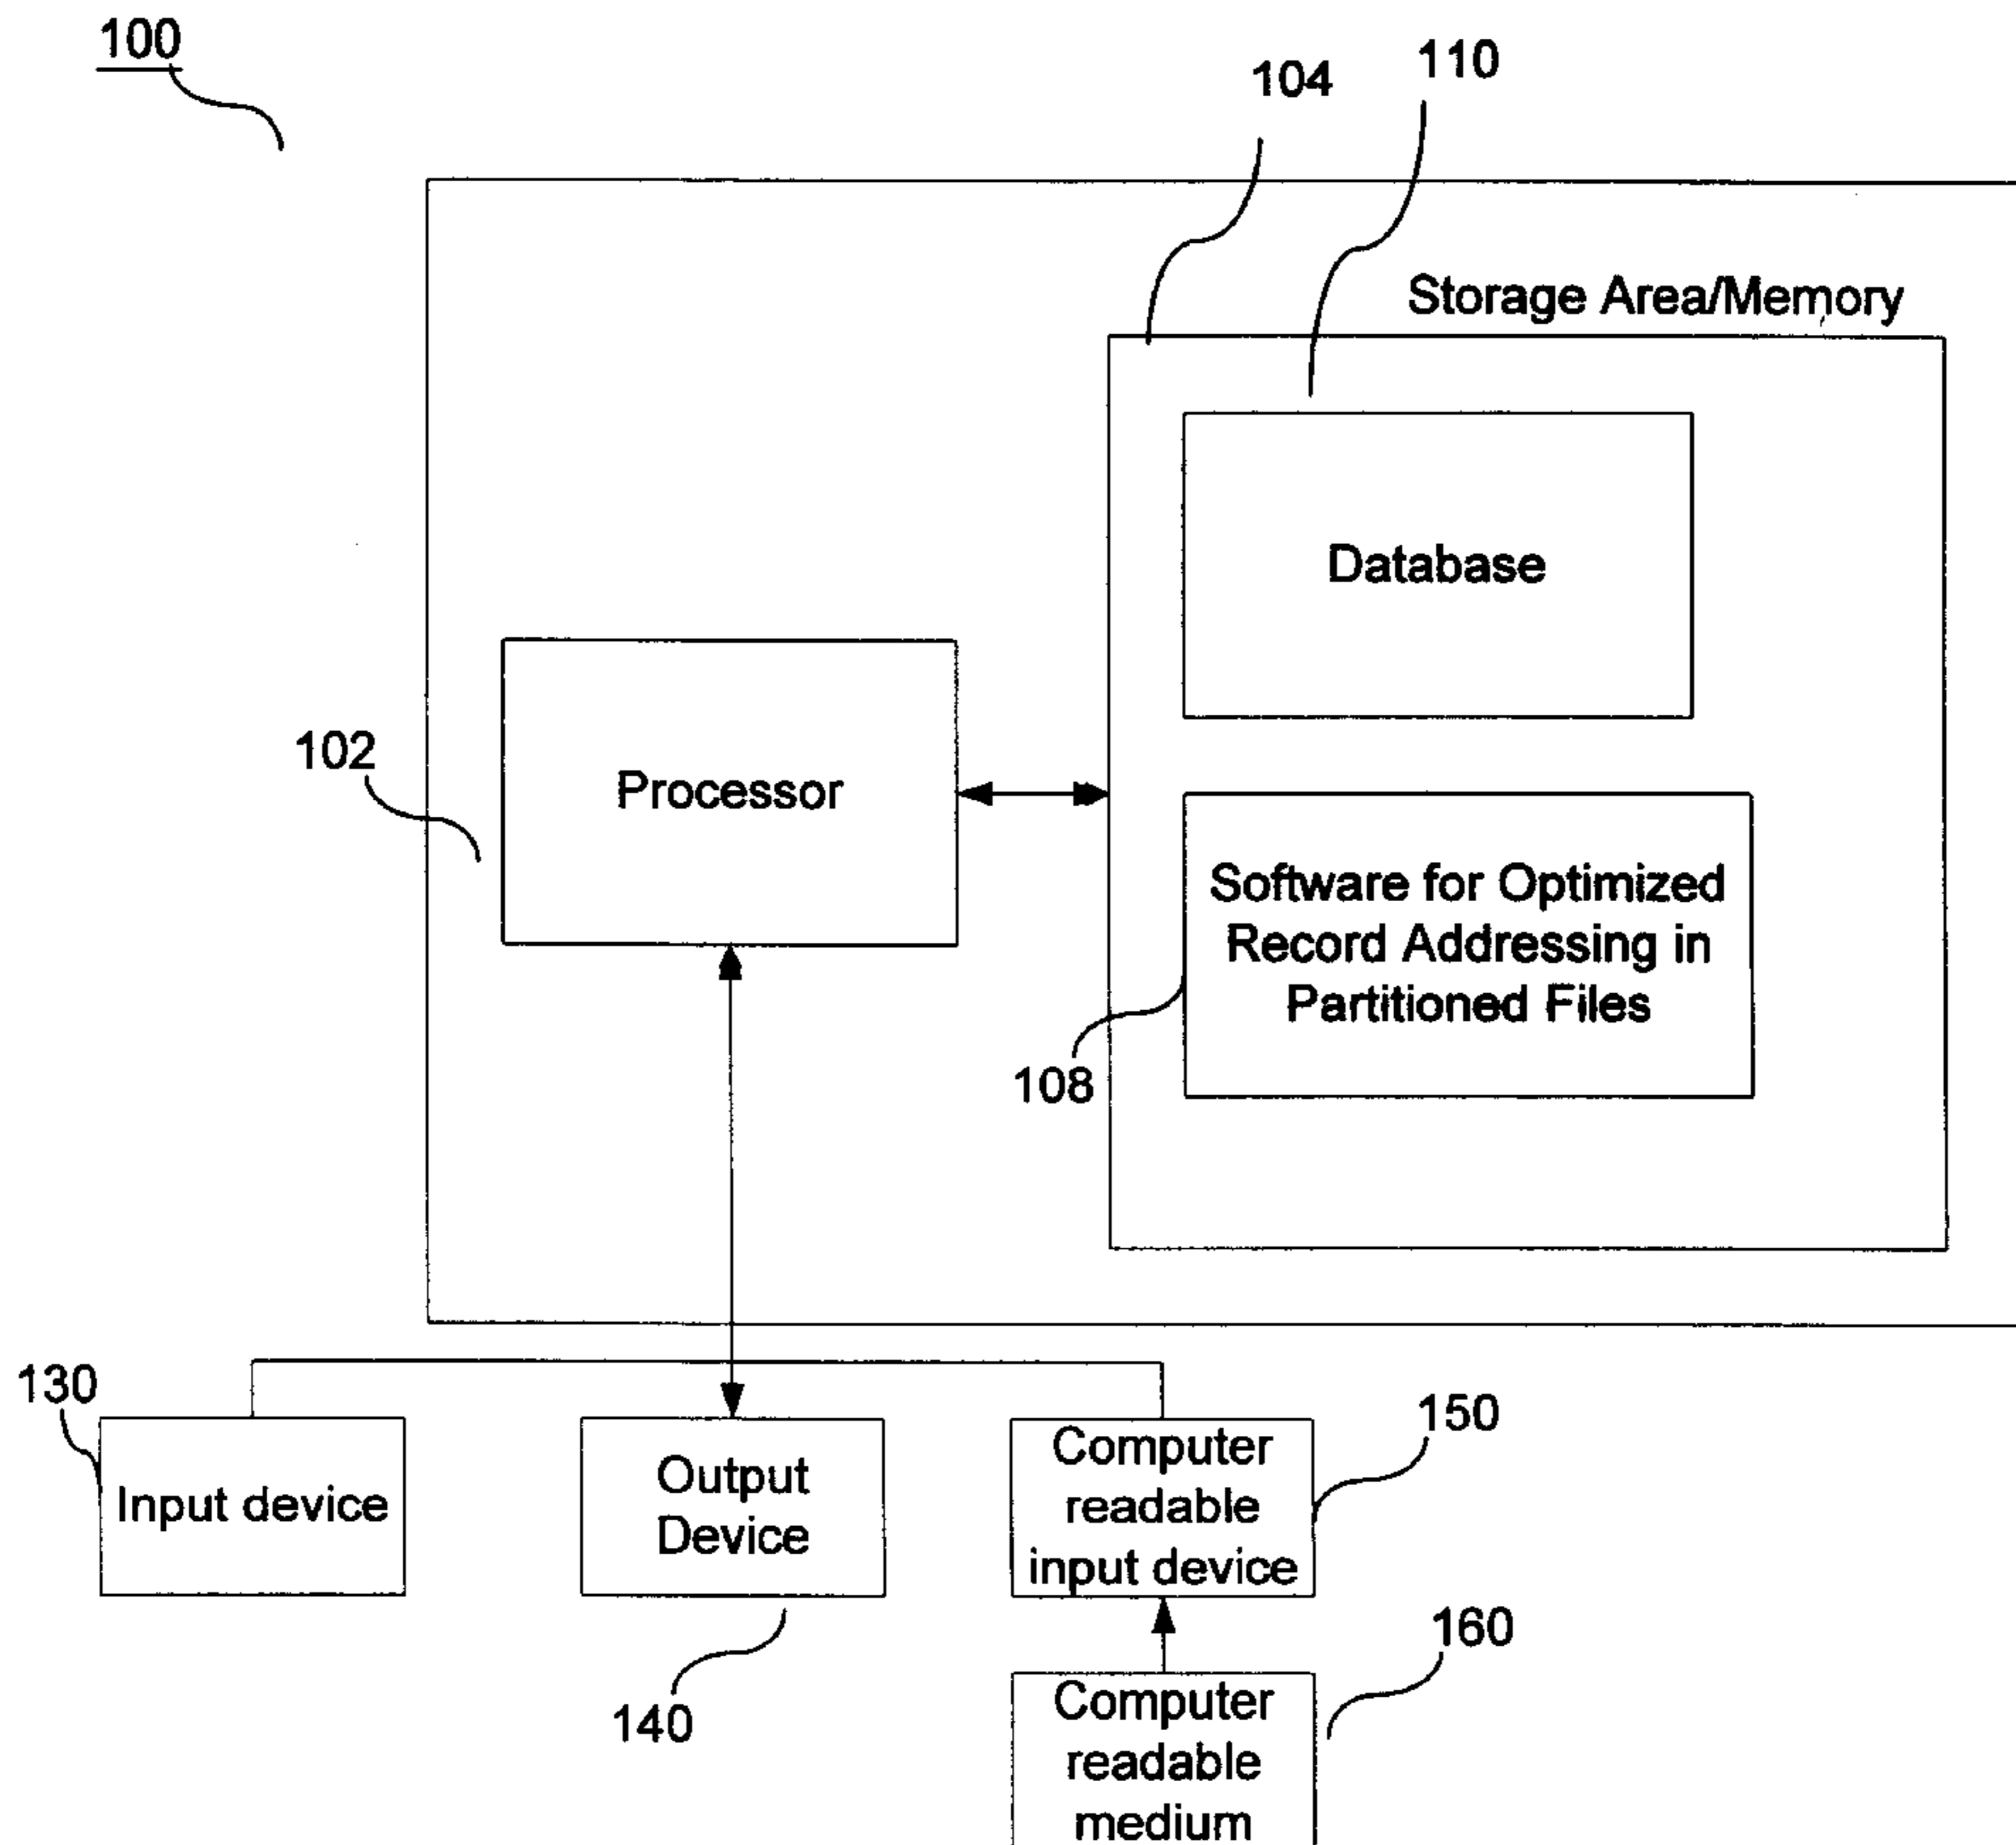 100
104
110
Storage Area/Memory
Database
102
Processor
Software for Optimized
Record Addressing in
Partitioned Files
108
130
Input device
Output
Device
140
Computer
readable
input device
150
160
Computer
readable
medium